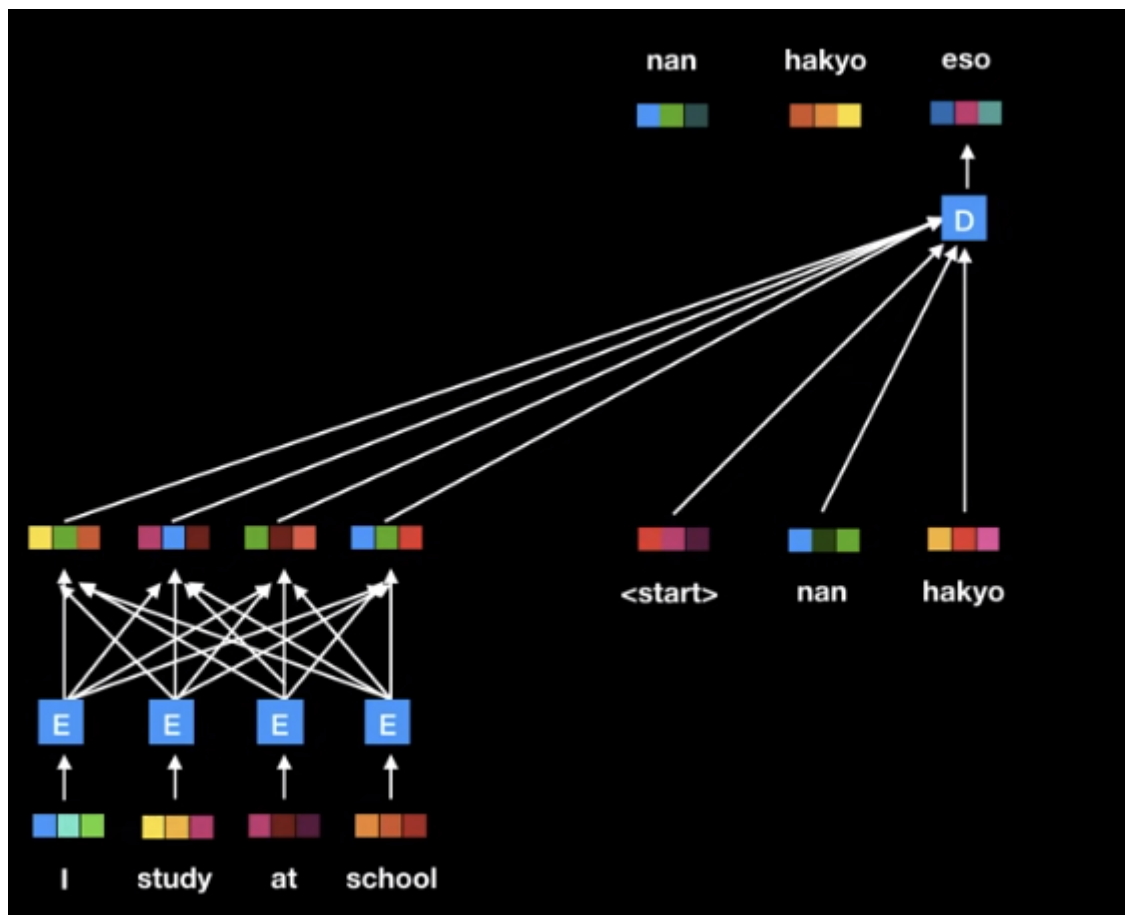 nan hakyo eso
D
<start> nan hakyo
E E E E
I study at school